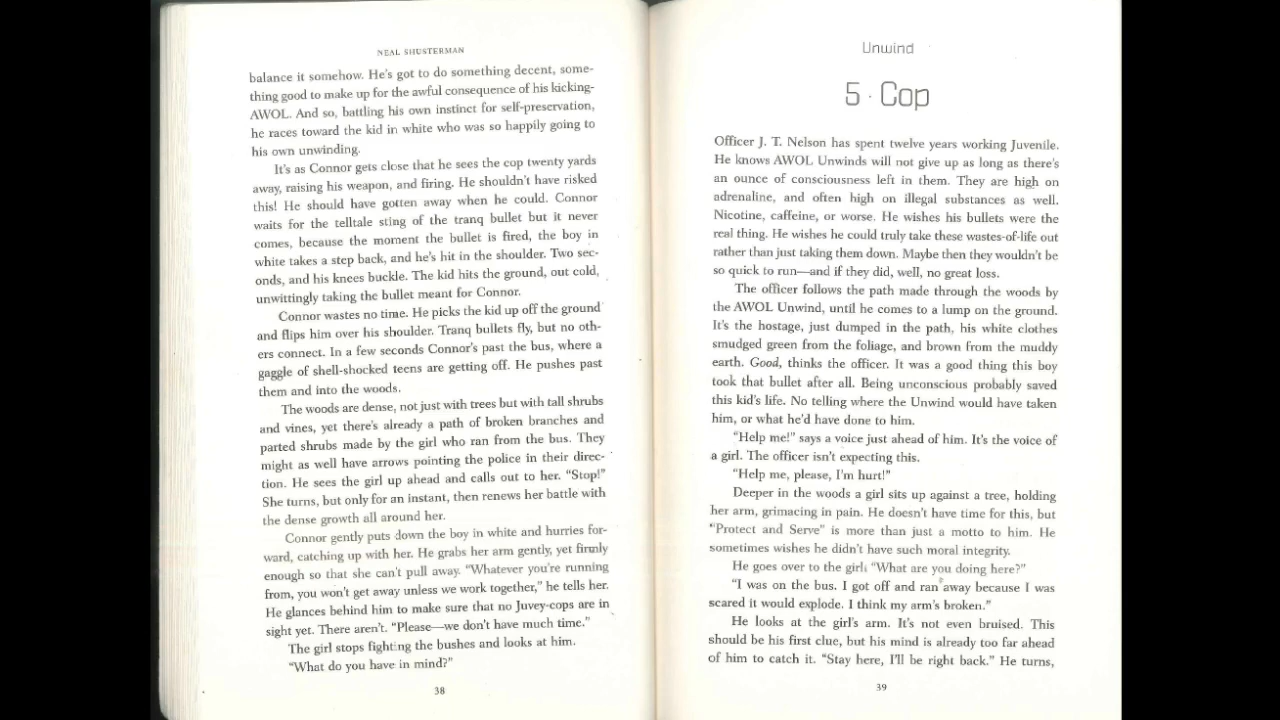 NEAL SHUSTERMAN
balance it somehow. He's got to do something decent, some-
thing good to make up for the awful consequence of his kicking-
AWOL. And so, battling his own instinct for self-preservation,
he races toward the kid in white who was so happily going to
his own unwinding.
It's as Connor gets close that he sees the cop twenty yards
away, raising his weapon, and firing. He shouldn't have risked
this! He should have gotten away when he could. Connor
waits for the telltale sting of the tranq bullet but it never
comes, because the moment the bullet is fired, the boy in
white takes a step back, and he's hit in the shoulder. Two sec-
onds, and his knees buckle. The kid hits the ground, out cold,
unwittingly taking the bullet meant for Connor.
Connor wastes no time. He picks the kid up off the ground
and flips him over his shoulder. Tranq bullets fly, but no oth-
ers connect. In a few seconds Connor's past the bus, where a
gaggle of shell-shocked teens are getting off. He pushes past
them and into the woods.
The woods are dense, not just with trees but with tall shrubs
and vines, yet there's already a path of broken branches and
parted shrubs made by the girl who ran from the bus. They
might as well have arrows pointing the police in their direc-
tion. He sees the girl up ahead and calls out to her. "Stop!"
She turns, but only for an instant, then renews her battle with
the dense growth all around her.
Connor gently puts down the boy in white and hurries for-
ward, catching up with her. He grabs her arm gently, yet firmly
enough so that she can't pull away. "Whatever you're running
from, you won't get away unless we work together," he tells her.
He glances behind him to make sure that no Juvey-cops are in
sight yet. There aren't. "Please—we don't have much time."
The girl stops fighting the bushes and looks at him.
"What do you have in mind?"
38
Unwind
5 · Cop
Officer J. T. Nelson has spent twelve years working Juvenile.
He knows AWOL Unwinds will not give up as long as there's
an ounce of consciousness left in them. They are high on
adrenaline, and often high on illegal substances as well.
Nicotine, caffeine, or worse. He wishes his bullets were the
real thing. He wishes he could truly take these wastes-of-life out
rather than just taking them down. Maybe then they wouldn't be
so quick to run—and if they did, well, no great loss.
The officer follows the path made through the woods by
the AWOL Unwind, until he comes to a lump on the ground.
It's the hostage, just dumped in the path, his white clothes
smudged green from the foliage, and brown from the muddy
earth. Good, thinks the officer. It was a good thing this boy
took that bullet after all. Being unconscious probably saved
this kid's life. No telling where the Unwind would have taken
him, or what he'd have done to him.
"Help me!" says a voice just ahead of him. It's the voice of
a girl. The officer isn't expecting this.
"Help me, please, I'm hurt!"
Deeper in the woods a girl sits up against a tree, holding
her arm, grimacing in pain. He doesn't have time for this, but
"Protect and Serve" is more than just a motto to him. He
sometimes wishes he didn't have such moral integrity.
He goes over to the girl. "What are you doing here?"
"I was on the bus. I got off and ran away because I was
scared it would explode. I think my arm's broken."
He looks at the girl's arm. It's not even bruised. This
should be his first clue, but his mind is already too far ahead
of him to catch it. "Stay here, I'll be right back." He turns,
39